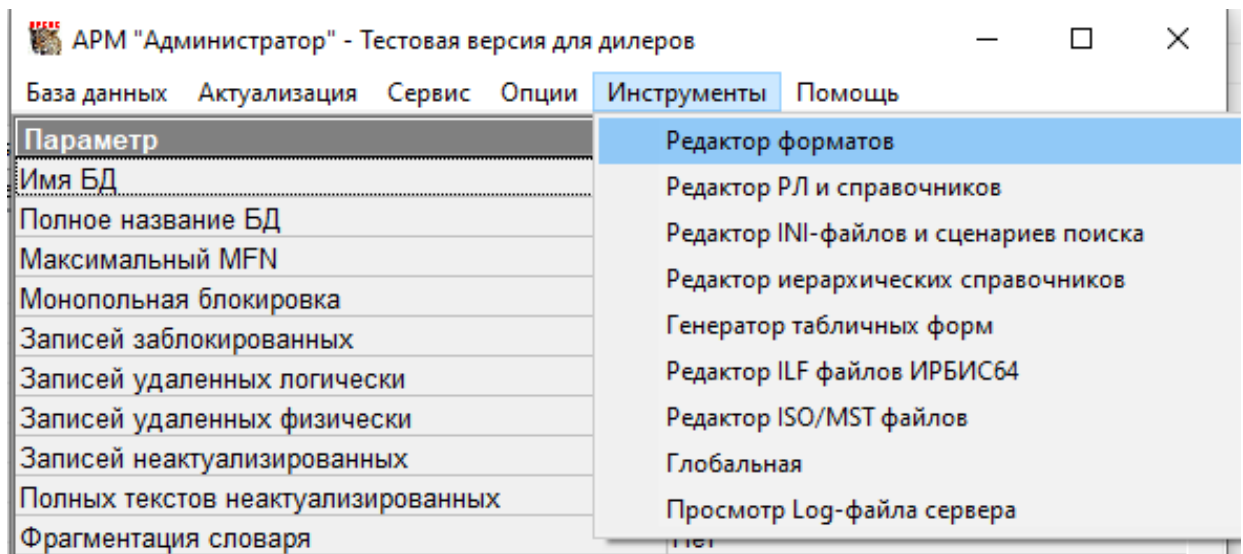 ИРБИС
АРМ "Администратор" - Тестовая версия для дилеров
База данных Актуализация Сервис Опции Инструменты Помощь
Параметр
Имя БД
Полное название БД
Максимальный MFN
Монопольная блокировка
Записей заблокированных
Записей удаленных логически
Записей удаленных физически
Записей неактуализированных
Полных текстов неактуализированных
Фрагментация словаря
Редактор форматов
Редактор РЛ и справочников
Редактор INI-файлов и сценариев поиска
Редактор иерархических справочников
Генератор табличных форм
Редактор ILF файлов ИРБИС64
Редактор ISO/MST файлов
Глобальная
Просмотр Log-файла сервера
Нет